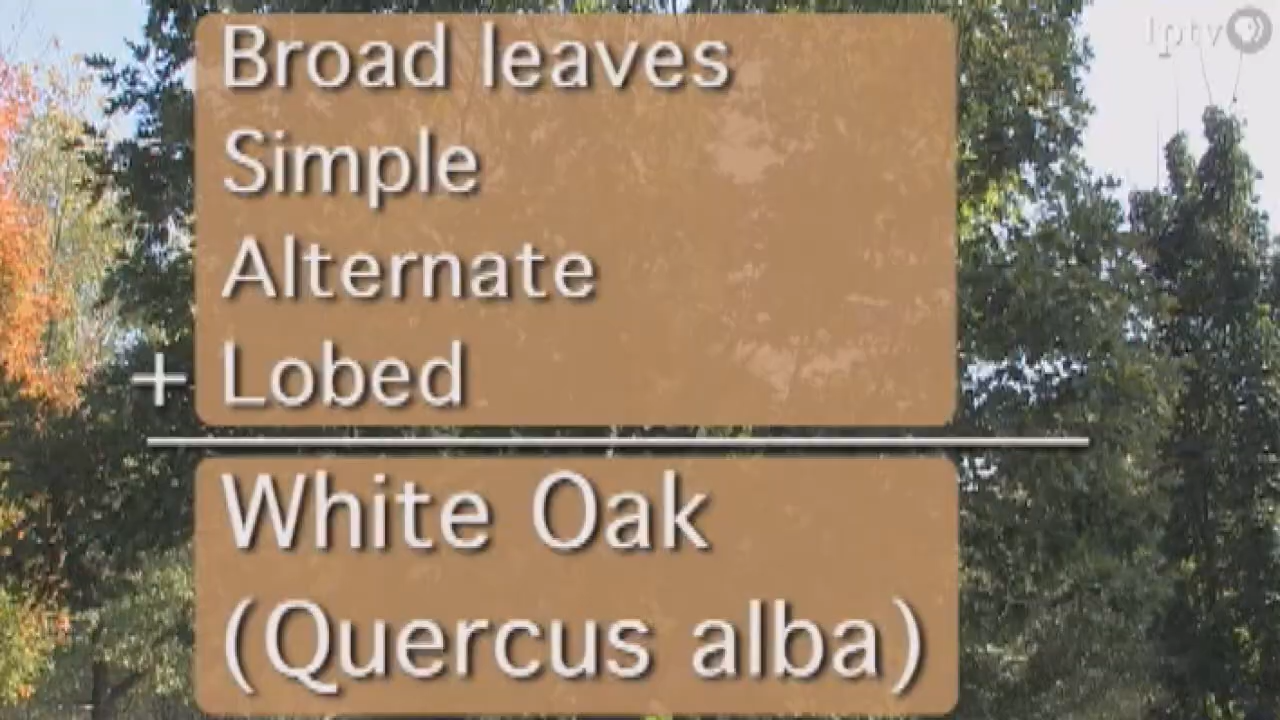 Iptv
Broad leaves
Simple
Alternate
+ Lobed
White Oak
(Quercus alba)